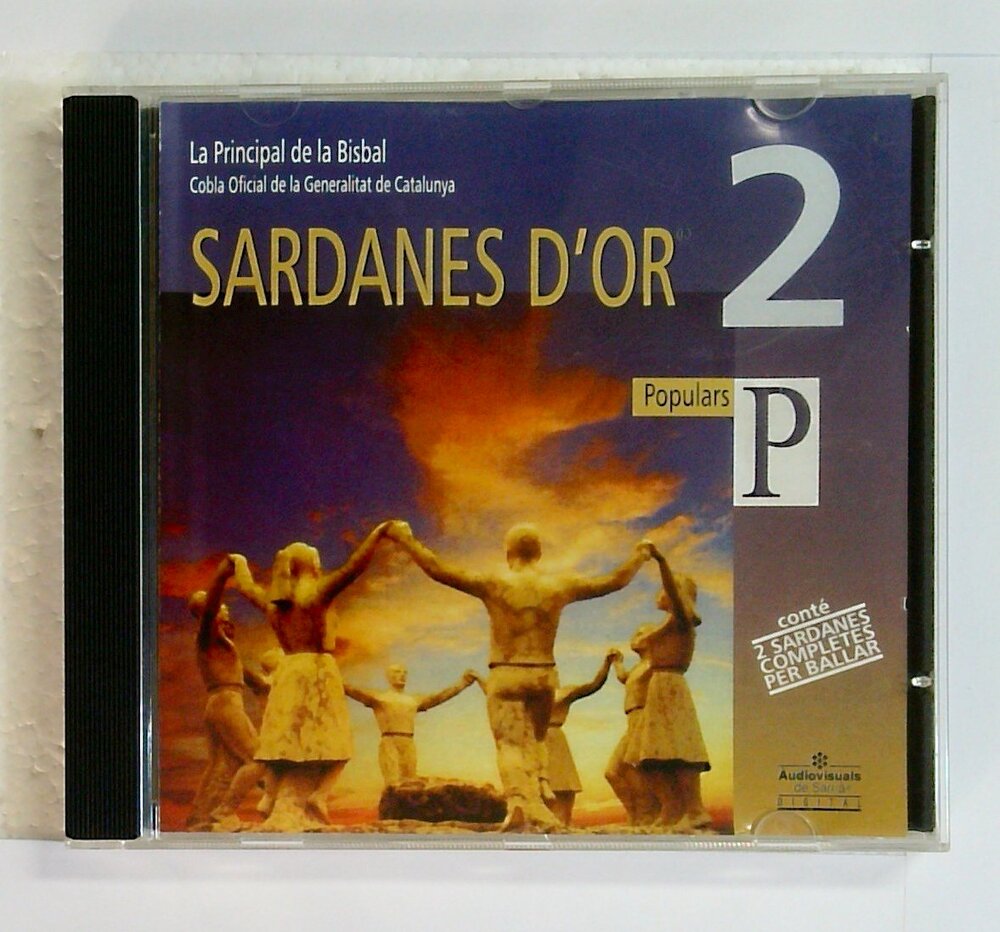 La Principal de la Bisbal
Cobla Oficial de la Generalitat de Catalunya
SARDANES D'OR
2
Populars
P
conté
2 SARDANES
COMPLETES
PER BALLAR
Audiovisuals
de Sarrià
DIGITAL